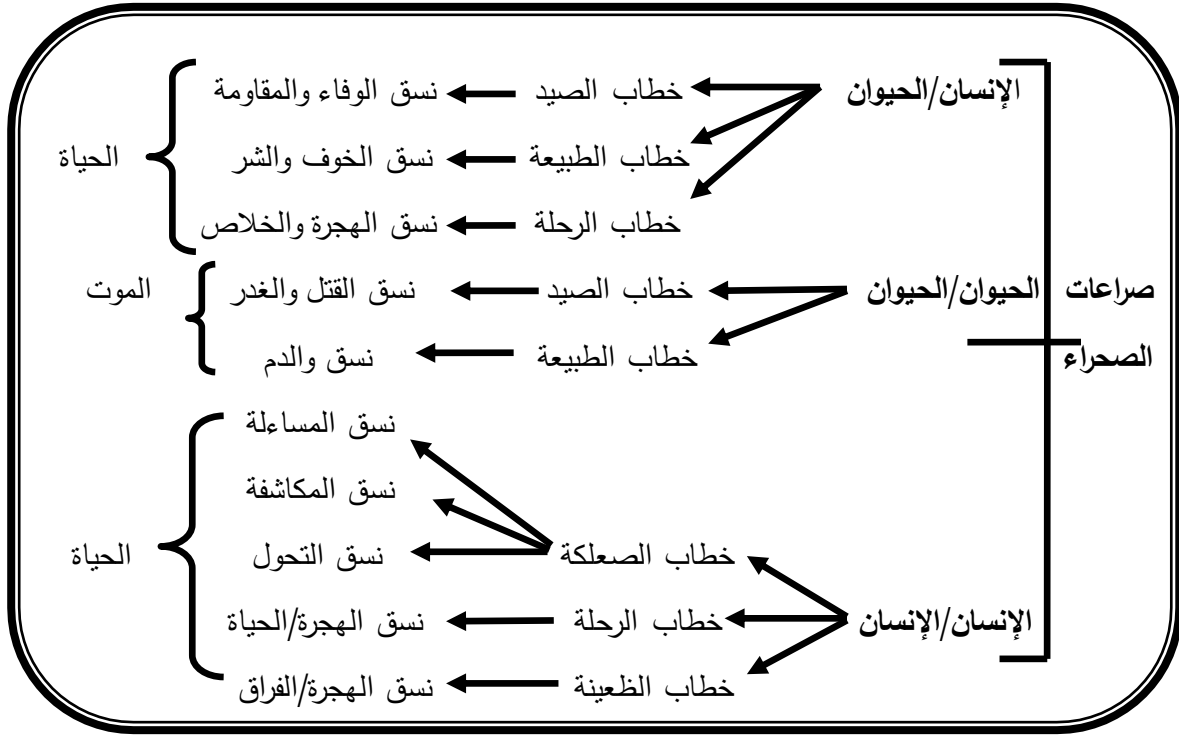 الإنسان/الحيوان خطاب الصيد نسق الوفاء والمقاومة
خطاب الطبيعة نسق الخوف والشر الحياة
خطاب الرحلة نسق الهجرة والخلاص
صراعات الحيوان/الحيوان خطاب الصيد نسق القتل والغدر الموت
الصحراء خطاب الطبيعة نسق والدم
نسق المساءلة
نسق المكاشفة
خطاب الصعلكة نسق التحول الحياة
الإنسان/الإنسان خطاب الرحلة نسق الهجرة/الحياة
خطاب الظعينة نسق الهجرة/الفراق